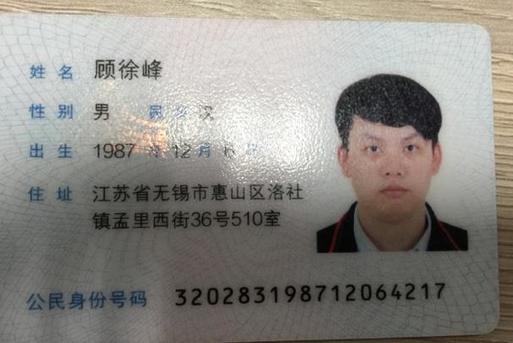 姓名 顾徐峰
性别 男 民族 汉
出生 1987 年 12 月 6 日
住址 江苏省无锡市惠山区洛社
镇孟里西街36号510室
公民身份号码 320283198712064217